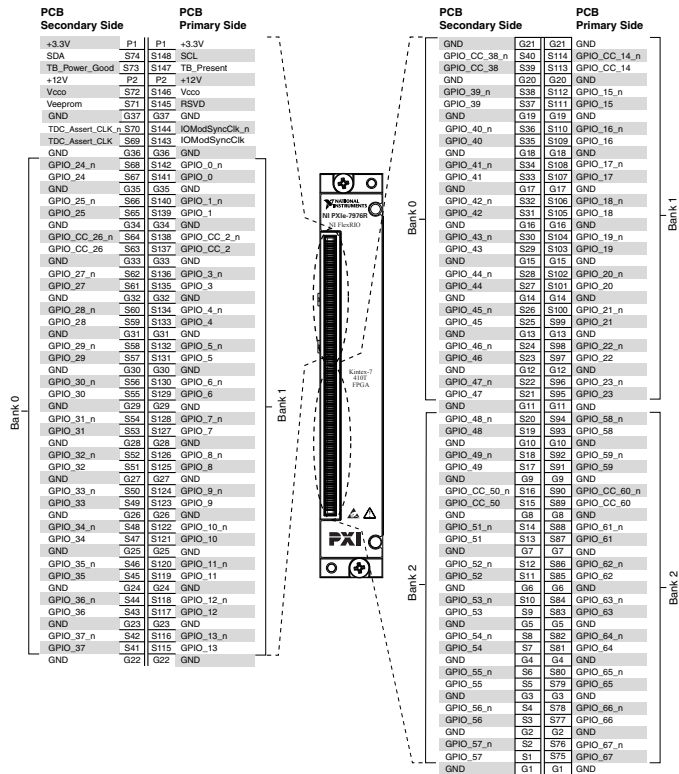 PCB Secondary Side PCB Primary Side
+3.3V P1 P1 +3.3V
SDA S74 S148 SCL
TB_Power_Good S73 S147 TB_Present
+12V P2 P2 +12V
Vcco S72 S146 Vcco
Veeprom S71 S145 RSVD
GND G37 G37 GND
TDC_Assert_CLK_n S70 S144 IOModSyncClk_n
TDC_Assert_CLK S69 S143 IOModSyncClk
GND G36 G36 GND
GPIO_24_n S68 S142 GPIO_0_n
GPIO_24 S67 S141 GPIO_0
GND G35 G35 GND
GPIO_25_n S66 S140 GPIO_1_n
GPIO_25 S65 S139 GPIO_1
GND G34 G34 GND
GPIO_CC_26_n S64 S138 GPIO_CC_2_n
GPIO_CC_26 S63 S137 GPIO_CC_2
GND G33 G33 GND
GPIO_27_n S62 S136 GPIO_3_n
GPIO_27 S61 S135 GPIO_3
GND G32 G32 GND
GPIO_28_n S60 S134 GPIO_4_n
GPIO_28 S59 S133 GPIO_4
GND G31 G31 GND
GPIO_29_n S58 S132 GPIO_5_n
GPIO_29 S57 S131 GPIO_5
GND G30 G30 GND
GPIO_30_n S56 S130 GPIO_6_n
GPIO_30 S55 S129 GPIO_6
GND G29 G29 GND
GPIO_31_n S54 S128 GPIO_7_n
GPIO_31 S53 S127 GPIO_7
GND G28 G28 GND
GPIO_32_n S52 S126 GPIO_8_n
GPIO_32 S51 S125 GPIO_8
GND G27 G27 GND
GPIO_33_n S50 S124 GPIO_9_n
GPIO_33 S49 S123 GPIO_9
GND G26 G26 GND
GPIO_34_n S48 S122 GPIO_10_n
GPIO_34 S47 S121 GPIO_10
GND G25 G25 GND
GPIO_35_n S46 S120 GPIO_11_n
GPIO_35 S45 S119 GPIO_11
GND G24 G24 GND
GPIO_36_n S44 S118 GPIO_12_n
GPIO_36 S43 S117 GPIO_12
GND G23 G23 GND
GPIO_37_n S42 S116 GPIO_13_n
GPIO_37 S41 S115 GPIO_13
GND G22 G22 GND
Bank 0
Bank 1
NATIONAL INSTRUMENTS
NI PXIe-7976R
NI FlexRIO
Kintex-7
410T
FPGA
PXI
PCB Secondary Side PCB Primary Side
GND G21 G21 GND
GPIO_CC_38_n S40 S114 GPIO_CC_14_n
GPIO_CC_38 S39 S113 GPIO_CC_14
GND G20 G20 GND
GPIO_39_n S38 S112 GPIO_15_n
GPIO_39 S37 S111 GPIO_15
GND G19 G19 GND
GPIO_40_n S36 S110 GPIO_16_n
GPIO_40 S35 S109 GPIO_16
GND G18 G18 GND
GPIO_41_n S34 S108 GPIO_17_n
GPIO_41 S33 S107 GPIO_17
GND G17 G17 GND
GPIO_42_n S32 S106 GPIO_18_n
GPIO_42 S31 S105 GPIO_18
GND G16 G16 GND
GPIO_43_n S30 S104 GPIO_19_n
GPIO_43 S29 S103 GPIO_19
GND G15 G15 GND
GPIO_44_n S28 S102 GPIO_20_n
GPIO_44 S27 S101 GPIO_20
GND G14 G14 GND
GPIO_45_n S26 S100 GPIO_21_n
GPIO_45 S25 S99 GPIO_21
GND G13 G13 GND
GPIO_46_n S24 S98 GPIO_22_n
GPIO_46 S23 S97 GPIO_22
GND G12 G12 GND
GPIO_47_n S22 S96 GPIO_23_n
GPIO_47 S21 S95 GPIO_23
GND G11 G11 GND
GPIO_48_n S20 S94 GPIO_58_n
GPIO_48 S19 S93 GPIO_58
GND G10 G10 GND
GPIO_49_n S18 S92 GPIO_59_n
GPIO_49 S17 S91 GPIO_59
GND G9 G9 GND
GPIO_CC_50_n S16 S90 GPIO_CC_60_n
GPIO_CC_50 S15 S89 GPIO_CC_60
GND G8 G8 GND
GPIO_51_n S14 S88 GPIO_61_n
GPIO_51 S13 S87 GPIO_61
GND G7 G7 GND
GPIO_52_n S12 S86 GPIO_62_n
GPIO_52 S11 S85 GPIO_62
GND G6 G6 GND
GPIO_53_n S10 S84 GPIO_63_n
GPIO_53 S9 S83 GPIO_63
GND G5 G5 GND
GPIO_54_n S8 S82 GPIO_64_n
GPIO_54 S7 S81 GPIO_64
GND G4 G4 GND
GPIO_55_n S6 S80 GPIO_65_n
GPIO_55 S5 S79 GPIO_65
GND G3 G3 GND
GPIO_56_n S4 S78 GPIO_66_n
GPIO_56 S3 S77 GPIO_66
GND G2 G2 GND
GPIO_57_n S2 S76 GPIO_67_n
GPIO_57 S1 S75 GPIO_67
GND G1 G1 GND
Bank 0
Bank 1
Bank 2
Bank 2